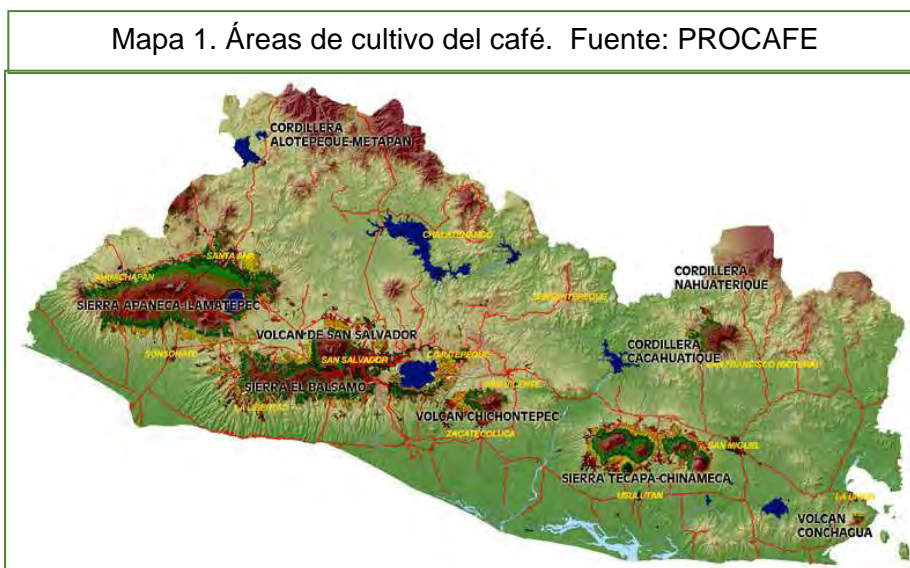 Mapa 1. Áreas de cultivo del café. Fuente: PROCAFE
CORDILLERA
ALOTEPEQUE-METAPAN
CHALATENANGO
SANTA ANA
AHUACHAPAN
CORDILLERA
NAHUATERIQUE
SIERRA APANECA-ILAMATEPEC
VOLCAN DE SAN SALVADOR
SONSONATE
SAN SALVADOR
COJUTEPEQUE
CORDILLERA
CACAHUATIQUE
SAN FRANCISCO (GOTERA)
SIERRA EL BALSAMO
SAN VICENTE
LA LIBERTAD
VOLCAN CHICHONTEPEC
ZACATECOLUCA
SAN MIGUEL
SIERRA TECAPA-CHINAMECA
USULUTAN
LA UNION
VOLCAN
CONCHAGUA